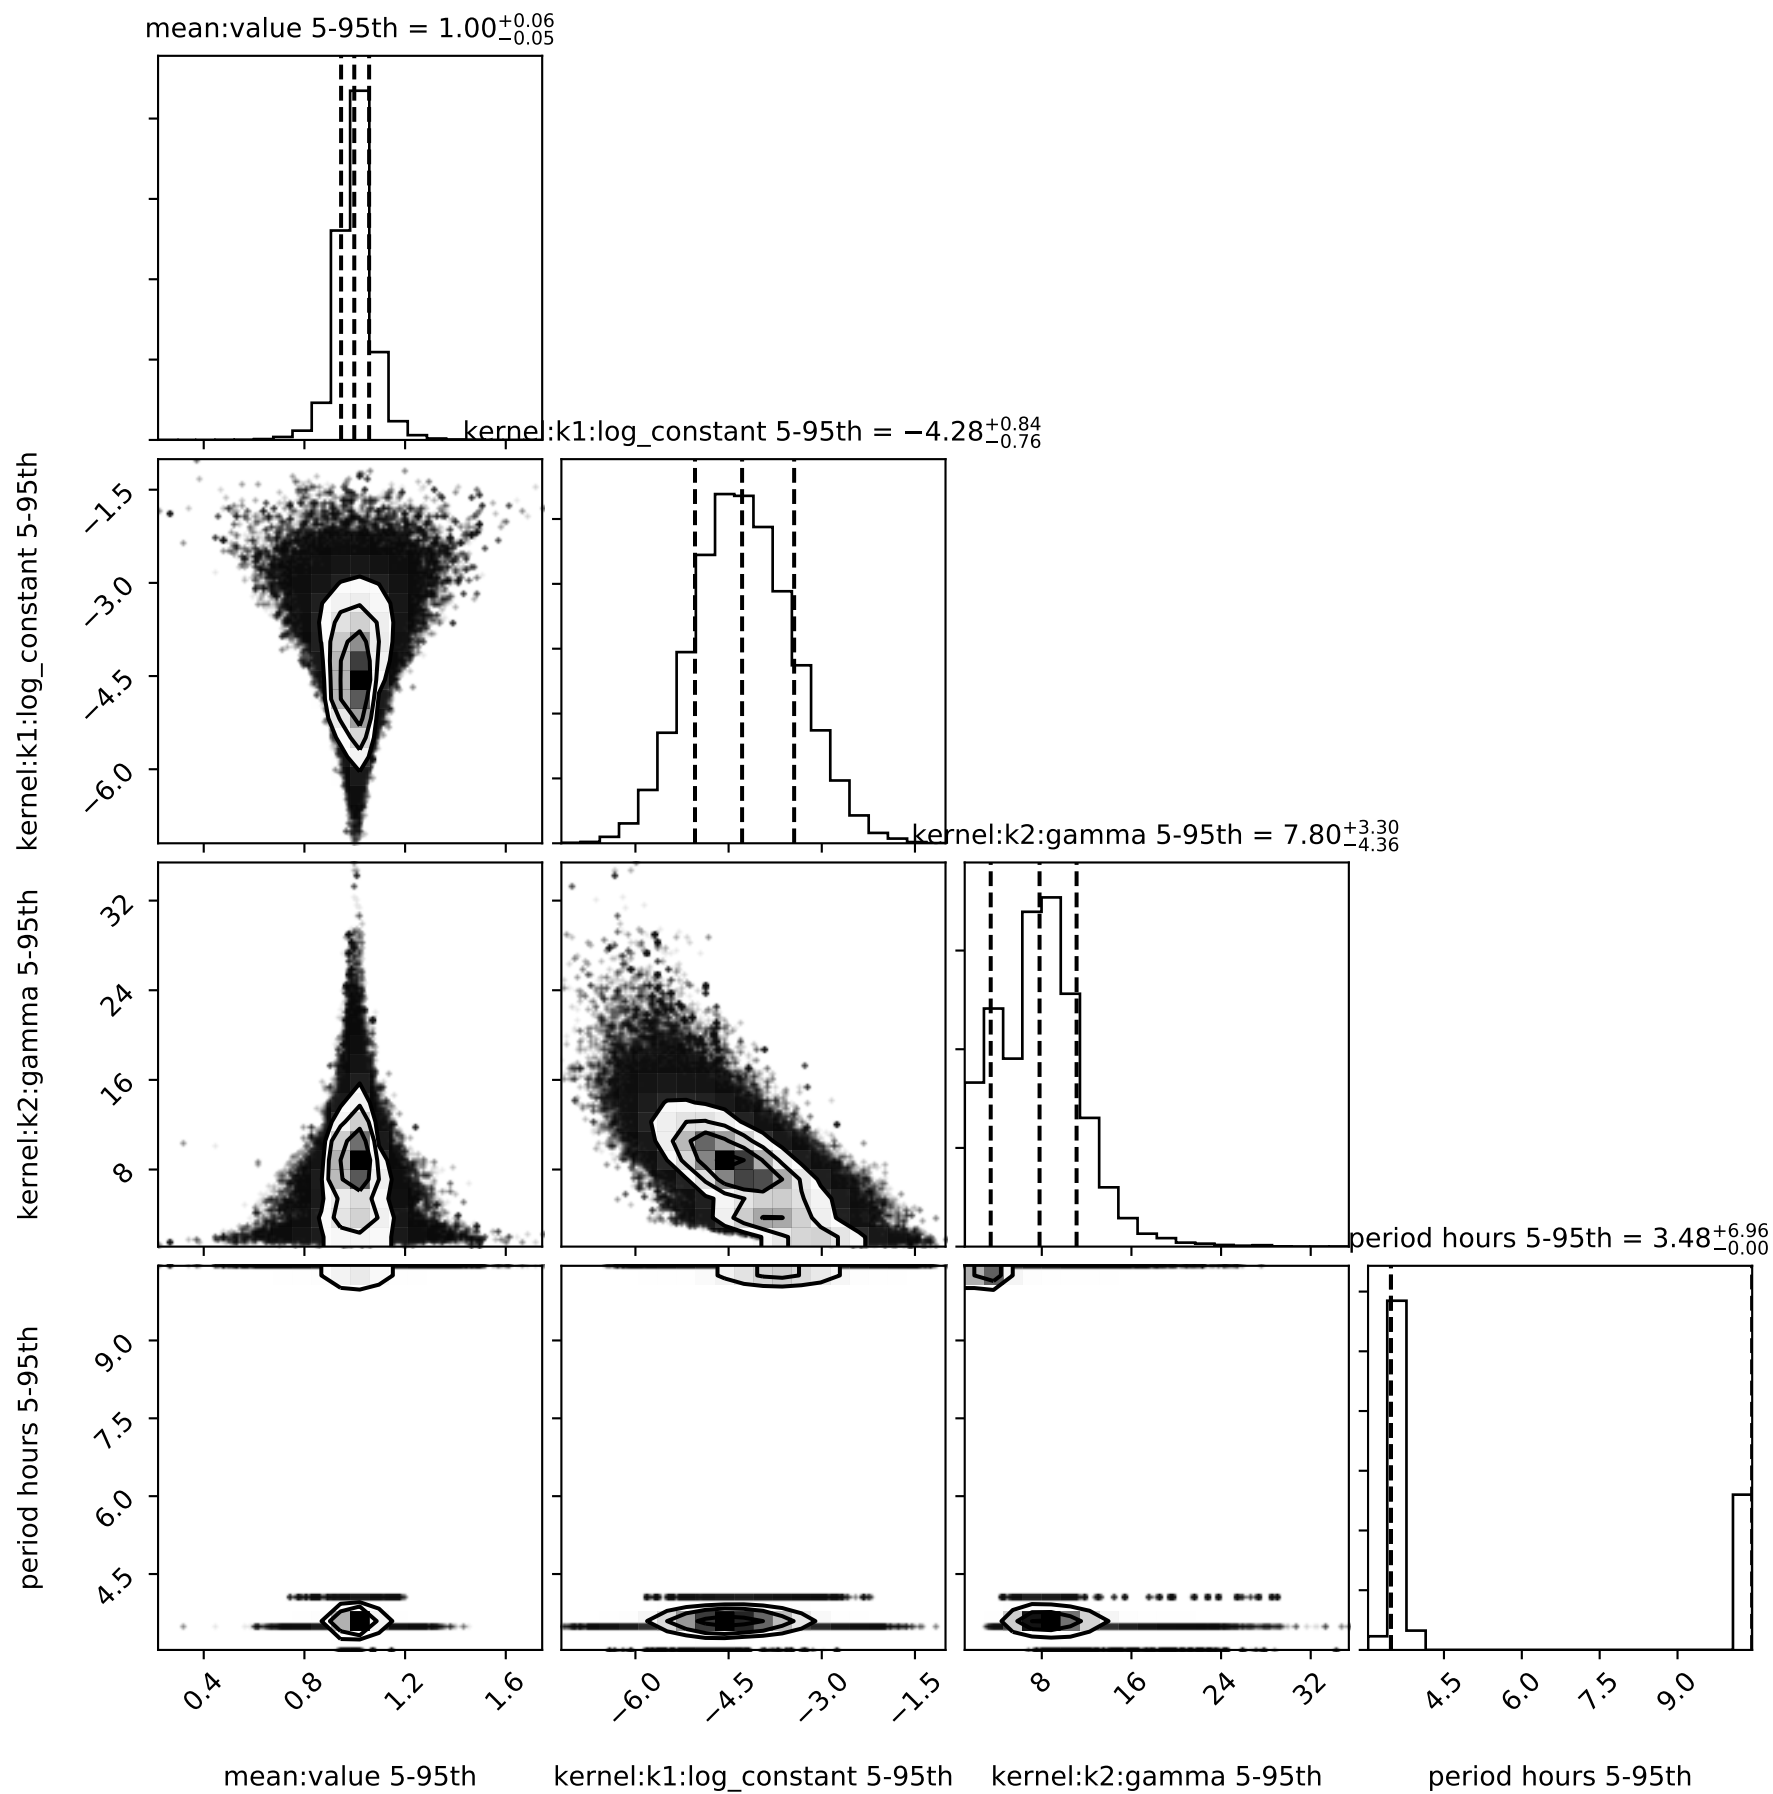 mean:value 5-95th = 1.00+0.06−0.05
kernel:k1:log_constant 5-95th = −4.28+0.84−0.76
kernel:k1:log_constant 5-95th
−1.5
−3.0
−4.5
−6.0
kernel:k2:gamma 5-95th = 7.80+3.30−4.36
kernel:k2:gamma 5-95th
32
24
16
8
period hours 5-95th = 3.48+6.96−0.00
period hours 5-95th
9.0
7.5
6.0
4.5
0.4 0.8 1.2 1.6 −6.0 −4.5 −3.0 −1.5 8 16 24 32 4.5 6.0 7.5 9.0
mean:value 5-95th kernel:k1:log_constant 5-95th kernel:k2:gamma 5-95th period hours 5-95th